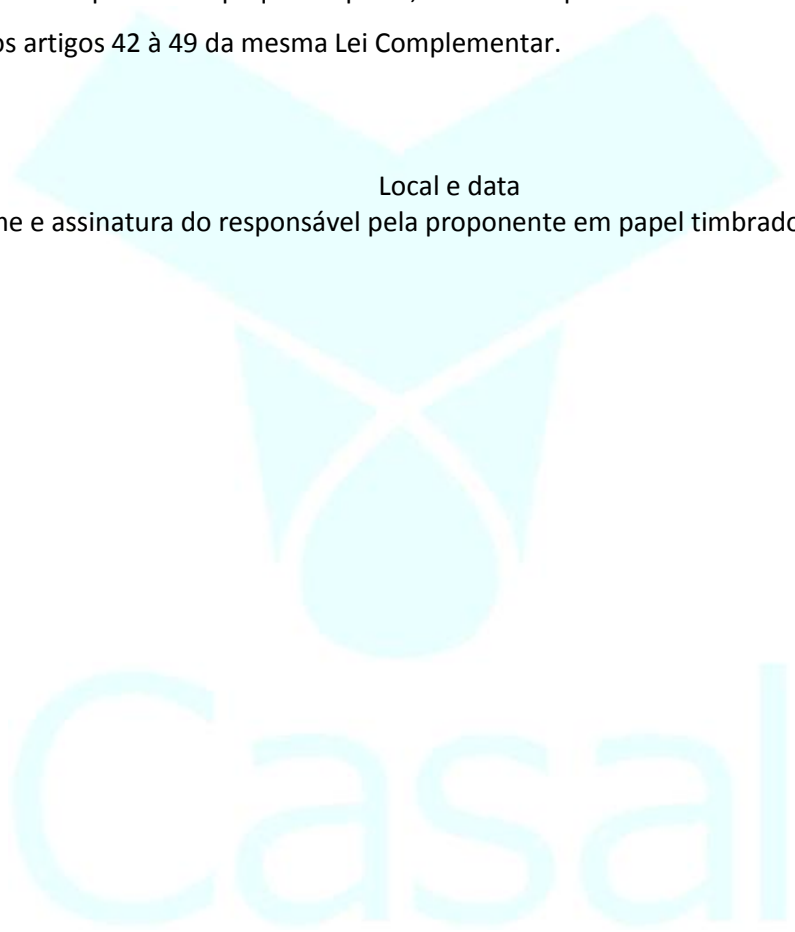 os artigos 42 à 49 da mesma Lei Complementar.
Local e data
e assinatura do responsável pela proponente em papel timbrado
Casal